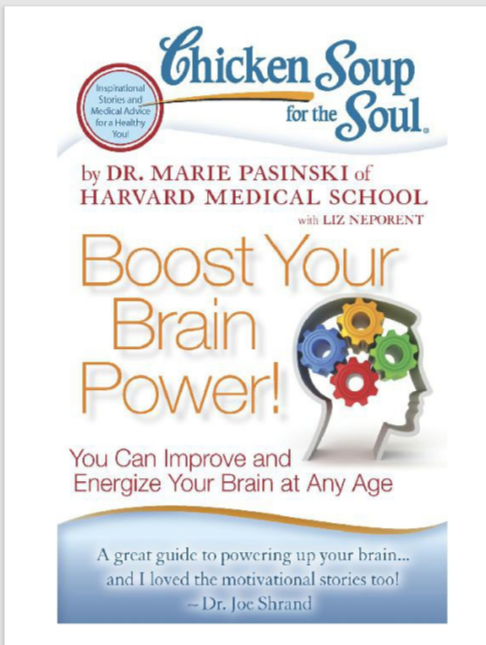 Chicken Soup
for the Soul®
Inspirational
Stories and
Medical Advice
for a Healthy
You!
by DR. MARIE PASINSKI of
HARVARD MEDICAL SCHOOL
with LIZ NEPORENT
Boost Your
Brain
Power!
You Can Improve and
Energize Your Brain at Any Age
A great guide to powering up your brain...
and I loved the motivational stories too!
– Dr. Joe Shrand